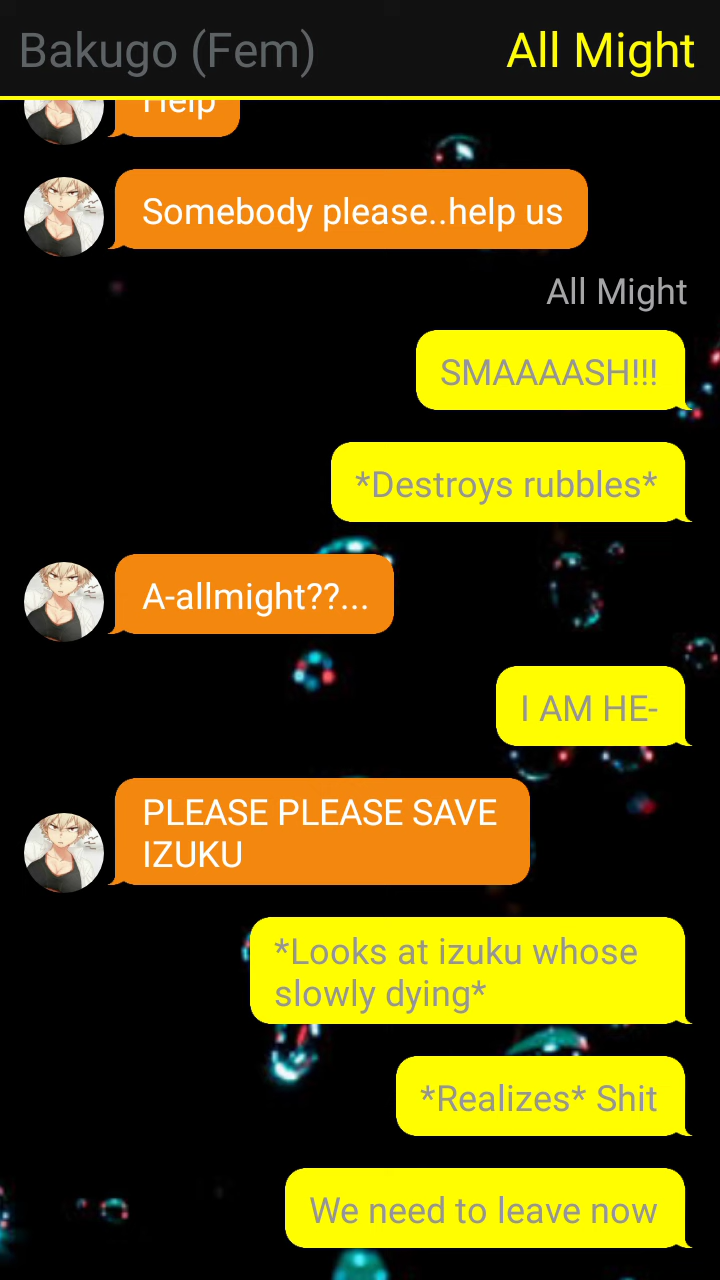 Bakugo (Fem)
All Might
Help
Somebody please..help us
All Might
SMAAAASH!!!
*Destroys rubbles*
A-allmight??...
I AM HE-
PLEASE PLEASE SAVE
IZUKU
*Looks at izuku whose
slowly dying*
*Realizes* Shit
We need to leave now